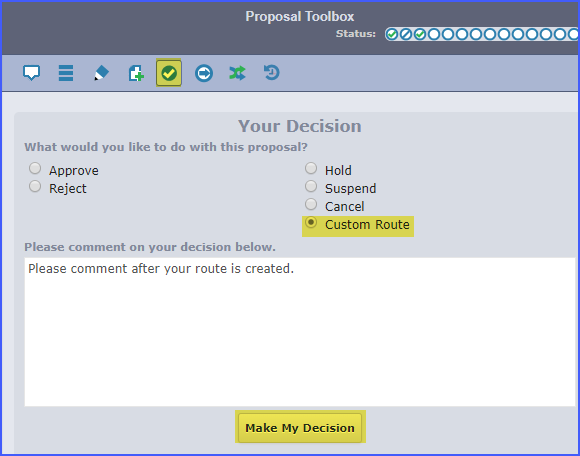 Proposal Toolbox
Status:
Your Decision
What would you like to do with this proposal?
Approve
Reject
Hold
Suspend
Cancel
Custom Route
Please comment on your decision below.
Please comment after your route is created.
Make My Decision